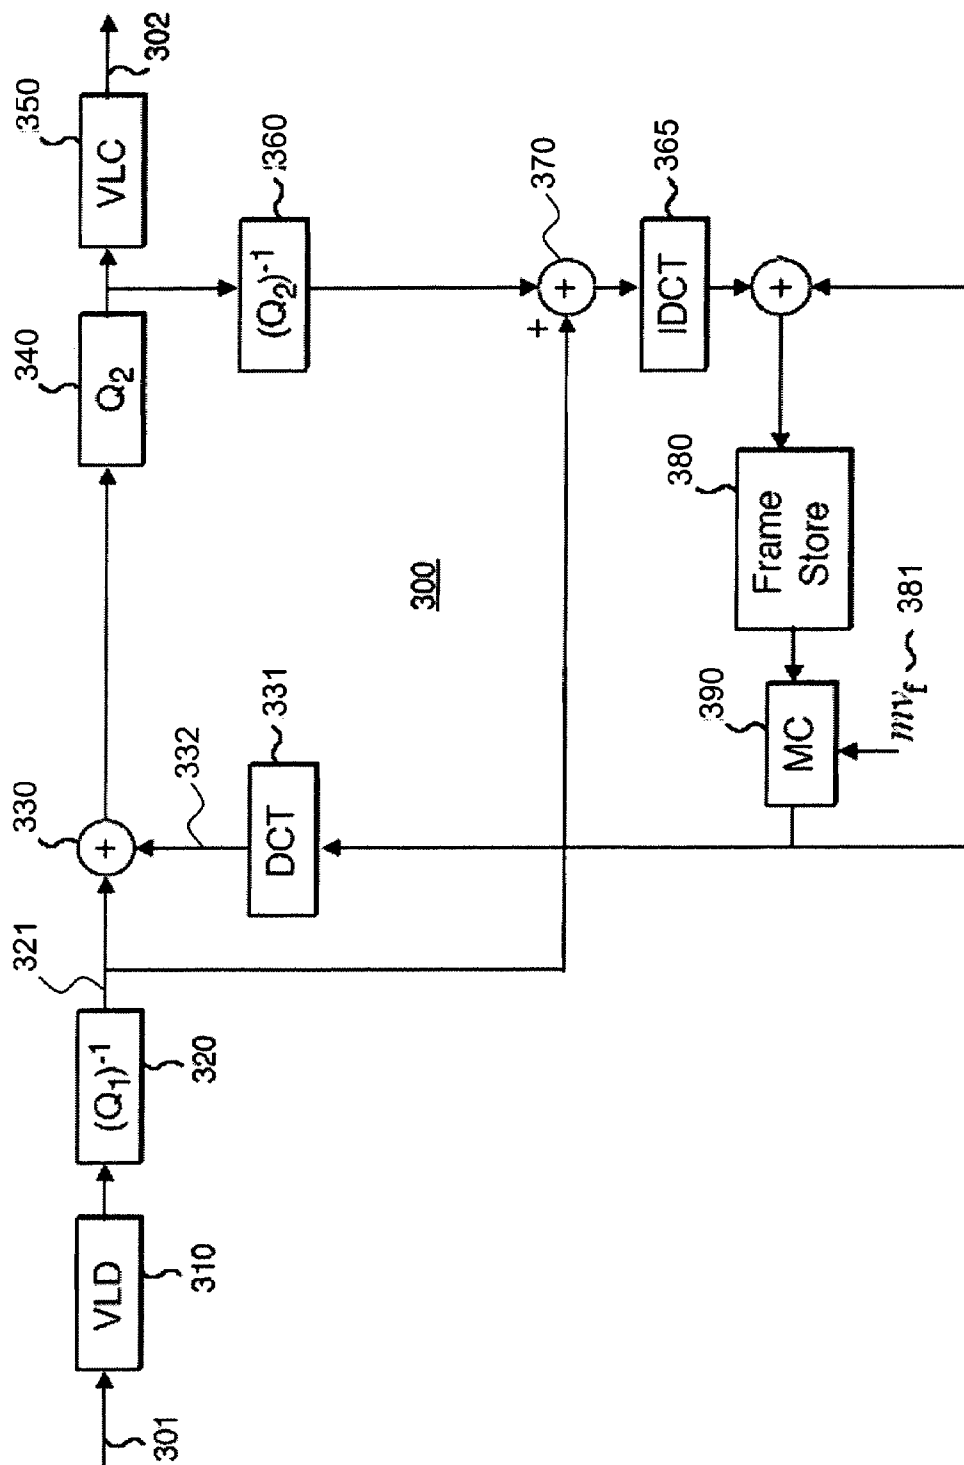 301
VLD
310
(Q1)-1
320
321
330
+
332
DCT
331
340
Q2
350
VLC
302
(Q2)-1
360
300
+
+
370
IDCT
365
+
380
Frame
Store
390
MC
mvf
381